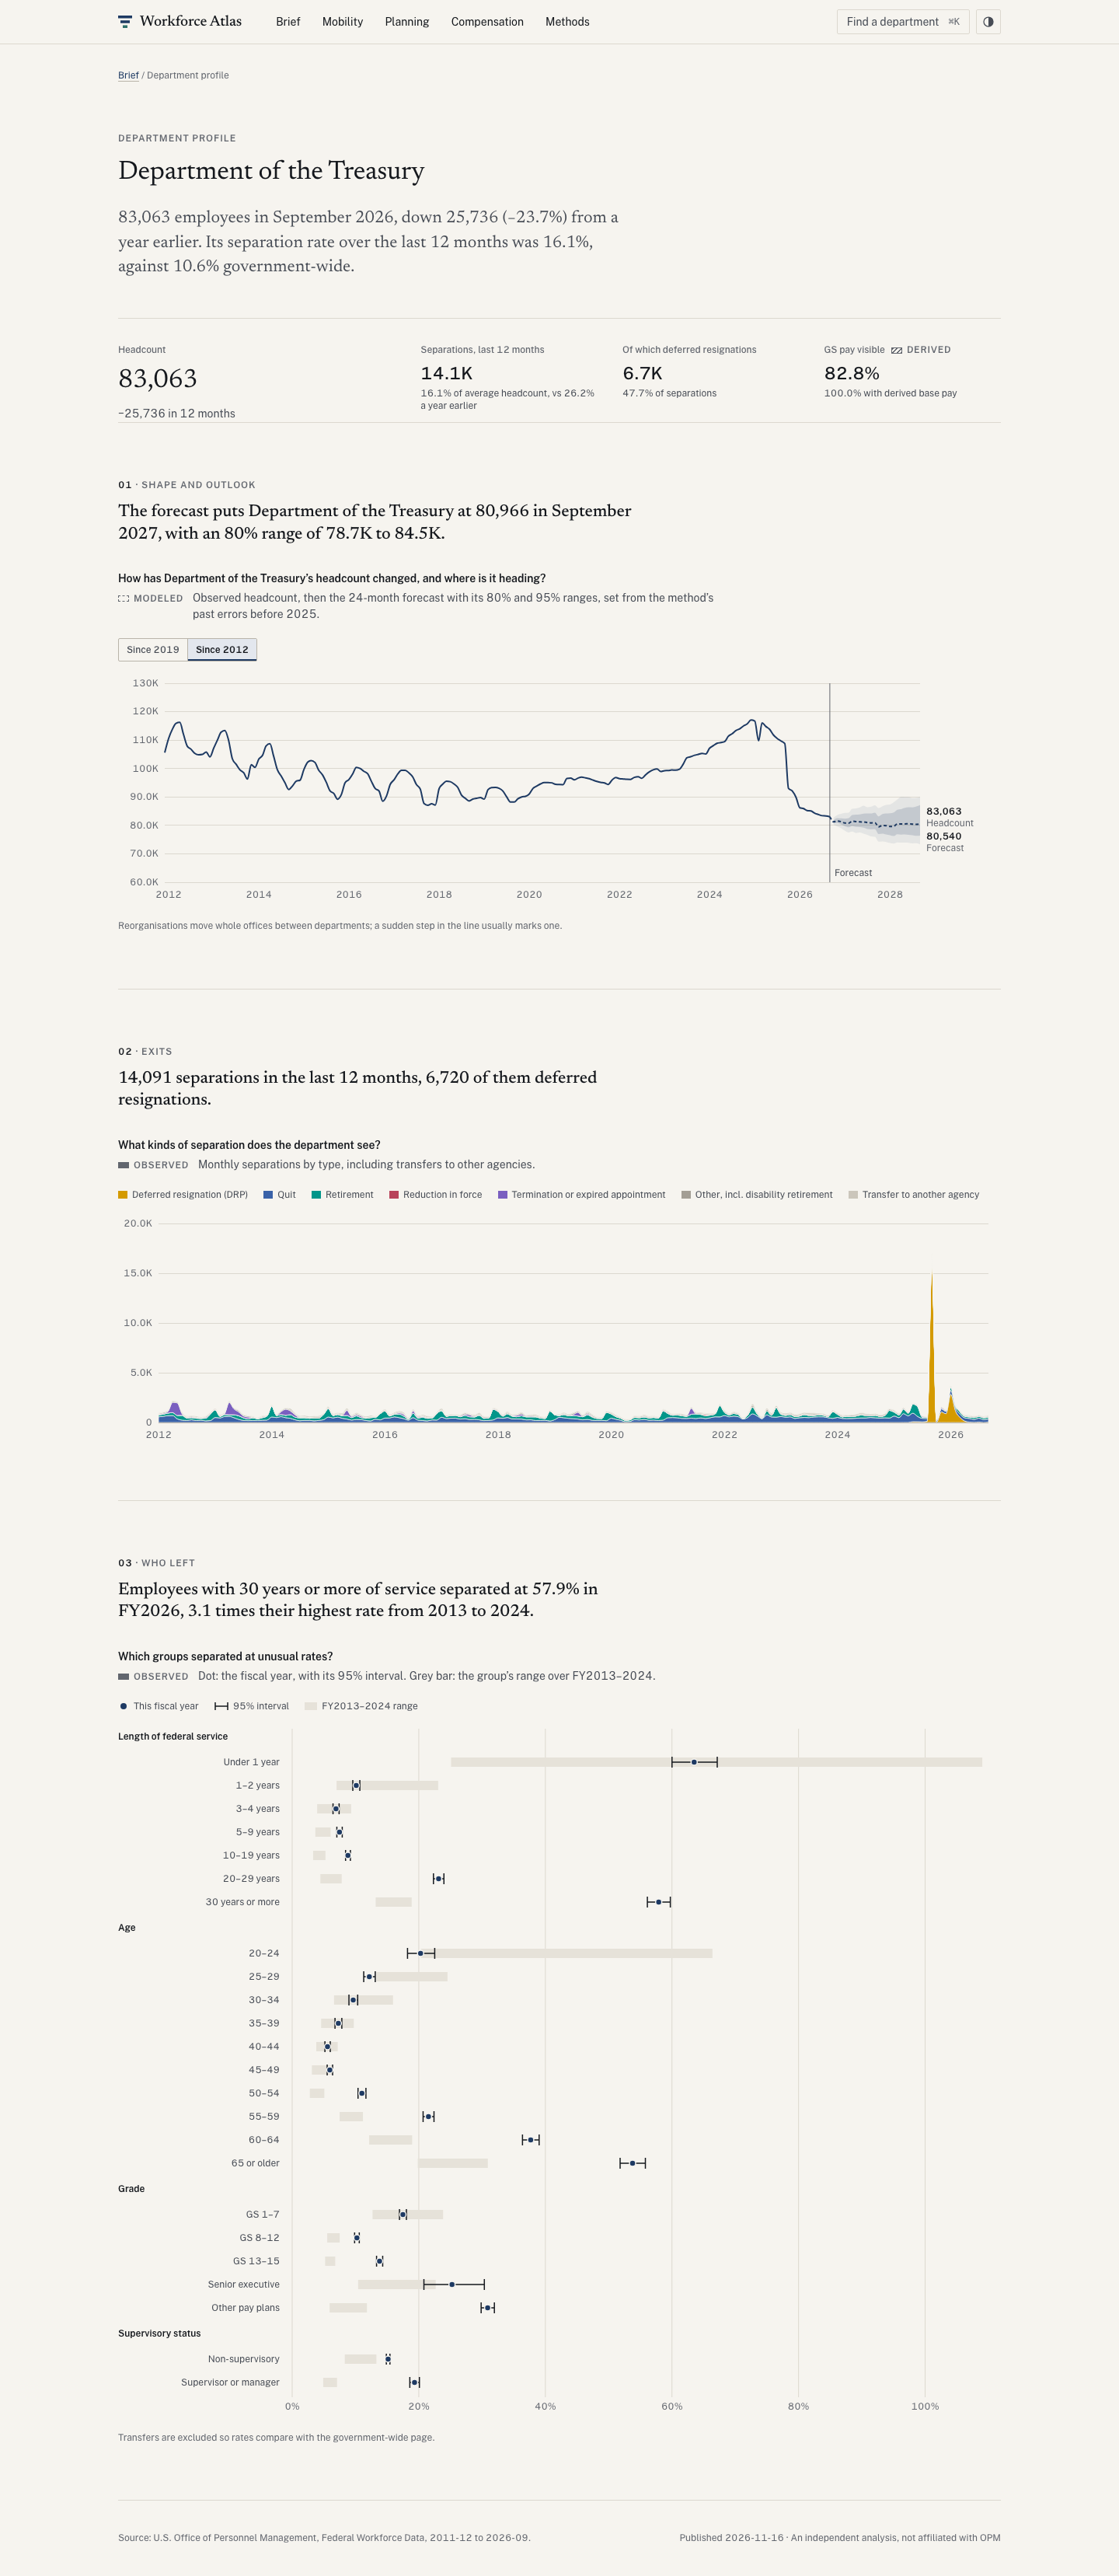 Workforce Atlas
Brief
Mobility
Planning
Compensation
Methods
Find a department ⌘K
Brief / Department profile
DEPARTMENT PROFILE
Department of the Treasury
83,063 employees in September 2026, down 25,736 (−23.7%) from a
year earlier. Its separation rate over the last 12 months was 16.1%,
against 10.6% government-wide.
Headcount
83,063
−25,736 in 12 months
Separations, last 12 months
14.1K
16.1% of average headcount, vs 26.2%
a year earlier
Of which deferred resignations
6.7K
47.7% of separations
GS pay visible DERIVED
82.8%
100.0% with derived base pay
01 · SHAPE AND OUTLOOK
The forecast puts Department of the Treasury at 80,966 in September
2027, with an 80% range of 78.7K to 84.5K.
How has Department of the Treasury's headcount changed, and where is it heading?
MODELED Observed headcount, then the 24-month forecast with its 80% and 95% ranges, set from the method's
past errors before 2025.
Since 2019
Since 2012
130K
120K
110K
100K
90.0K
80.0K
70.0K
60.0K
83,063
Headcount
80,540
Forecast
Forecast
2012
2014
2016
2018
2020
2022
2024
2026
2028
Reorganisations move whole offices between departments; a sudden step in the line usually marks one.
02 · EXITS
14,091 separations in the last 12 months, 6,720 of them deferred
resignations.
What kinds of separation does the department see?
OBSERVED Monthly separations by type, including transfers to other agencies.
Deferred resignation (DRP)
Quit
Retirement
Reduction in force
Termination or expired appointment
Other, incl. disability retirement
Transfer to another agency
20.0K
15.0K
10.0K
5.0K
0
2012
2014
2016
2018
2020
2022
2024
2026
03 · WHO LEFT
Employees with 30 years or more of service separated at 57.9% in
FY2026, 3.1 times their highest rate from 2013 to 2024.
Which groups separated at unusual rates?
OBSERVED Dot: the fiscal year, with its 95% interval. Grey bar: the group's range over FY2013–2024.
This fiscal year
95% interval
FY2013–2024 range
Length of federal service
Under 1 year
1–2 years
3–4 years
5–9 years
10–19 years
20–29 years
30 years or more
Age
20–24
25–29
30–34
35–39
40–44
45–49
50–54
55–59
60–64
65 or older
Grade
GS 1–7
GS 8–12
GS 13–15
Senior executive
Other pay plans
Supervisory status
Non-supervisory
Supervisor or manager
0%
20%
40%
60%
80%
100%
Transfers are excluded so rates compare with the government-wide page.
Source: U.S. Office of Personnel Management, Federal Workforce Data, 2011-12 to 2026-09.
Published 2026-11-16 · An independent analysis, not affiliated with OPM